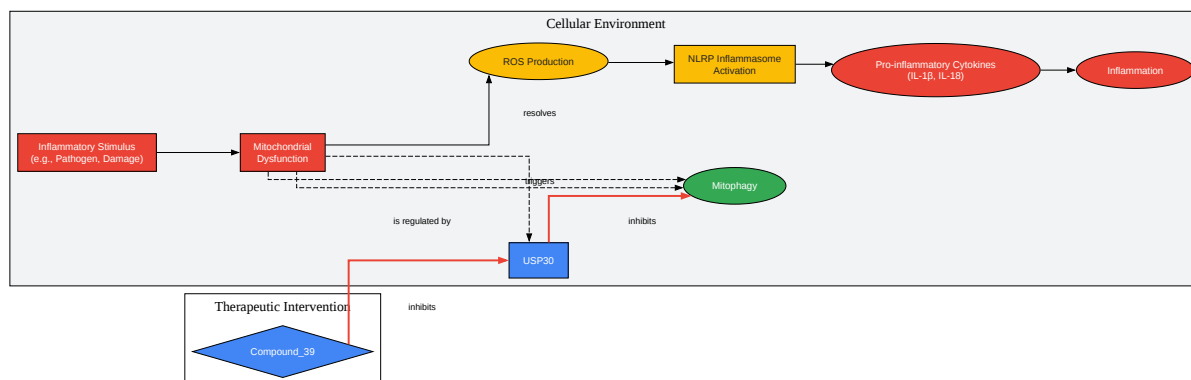 Cellular Environment
ROS Production
NLRP Inflammasome
Activation
Pro-inflammatory Cytokines
(IL-1β, IL-18)
Inflammation
resolves
Inflammatory Stimulus
(e.g., Pathogen, Damage)
Mitochondrial
Dysfunction
triggers
Mitophagy
is regulated by
inhibits
USP30
Therapeutic Intervention
inhibits
Compound_39